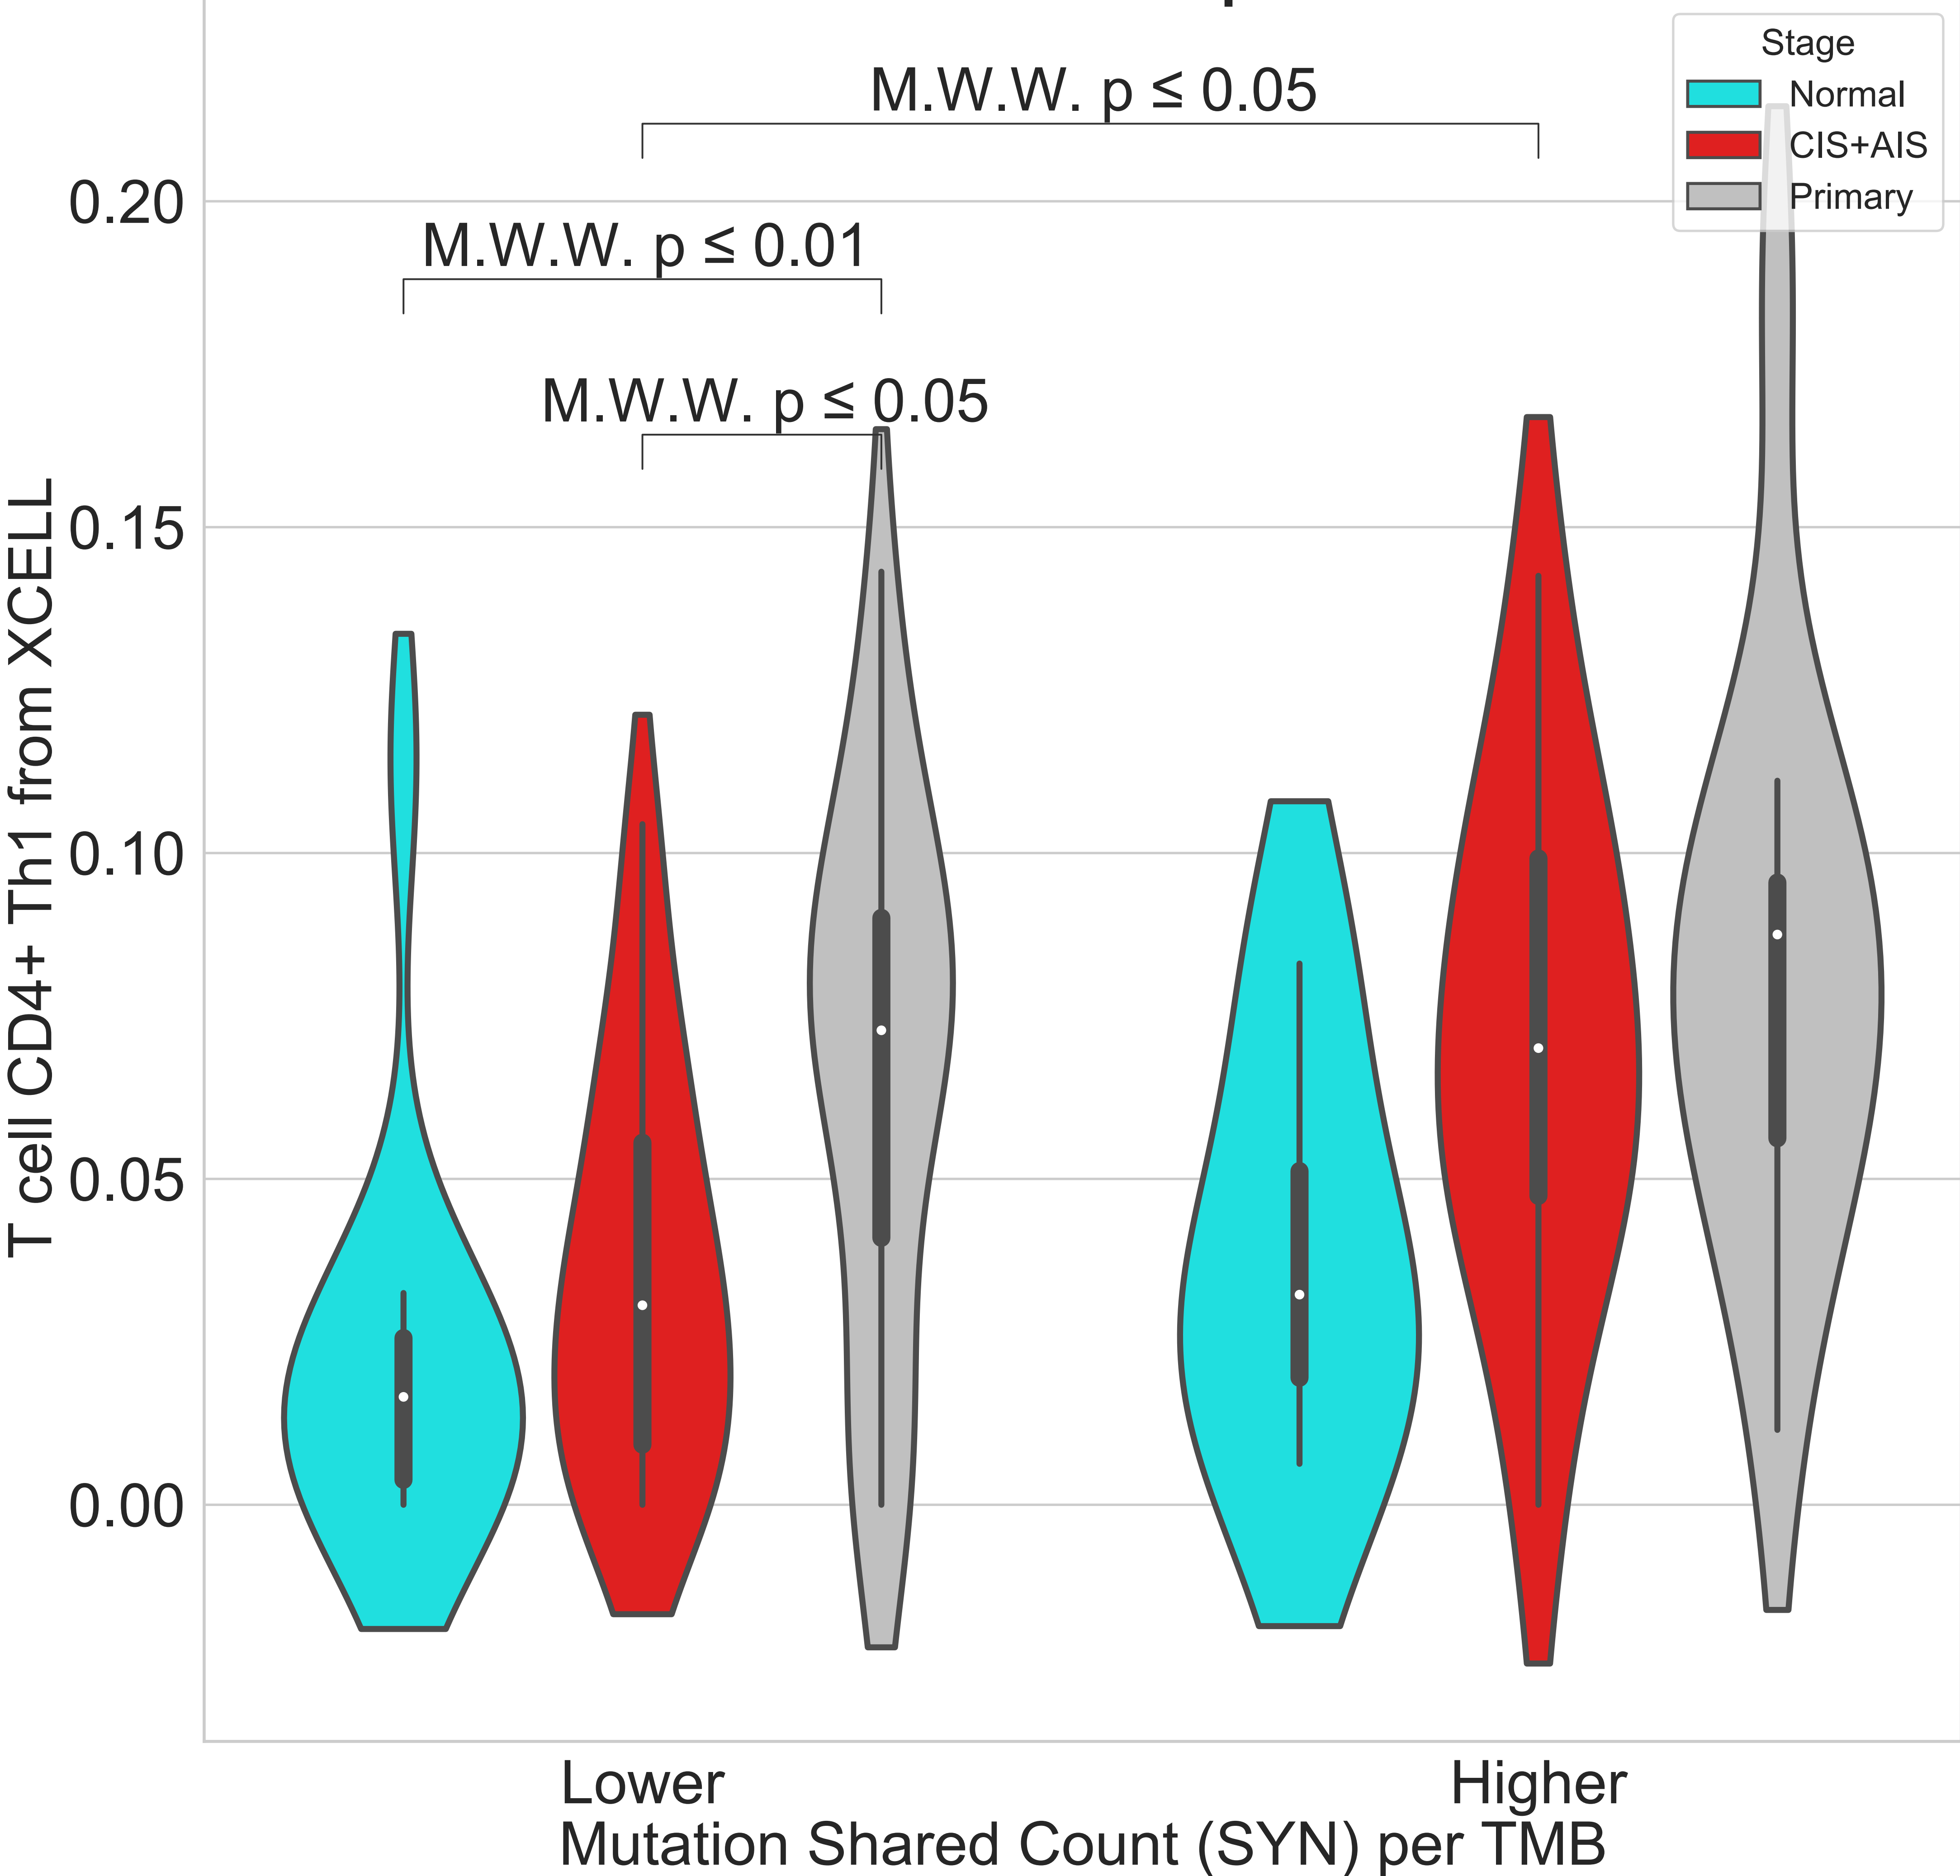 Stage
Normal
CIS+AIS
Primary
M.W.W. p ≤ 0.05
M.W.W. p ≤ 0.01
M.W.W. p ≤ 0.05
0.20
0.15
0.10
0.05
0.00
T cell CD4+ Th1 from XCELL
Lower
Higher
Mutation Shared Count (SYN) per TMB